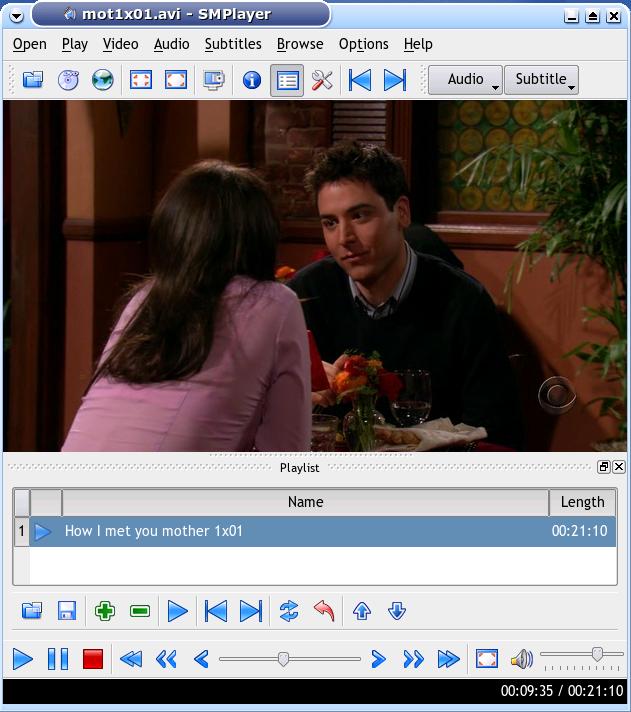 mot1x01.avi - SMPlayer
Open Play Video Audio Subtitles Browse Options Help
Audio Subtitle
Playlist
Name Length
1 How I met you mother 1x01 00:21:10
00:09:35 / 00:21:10